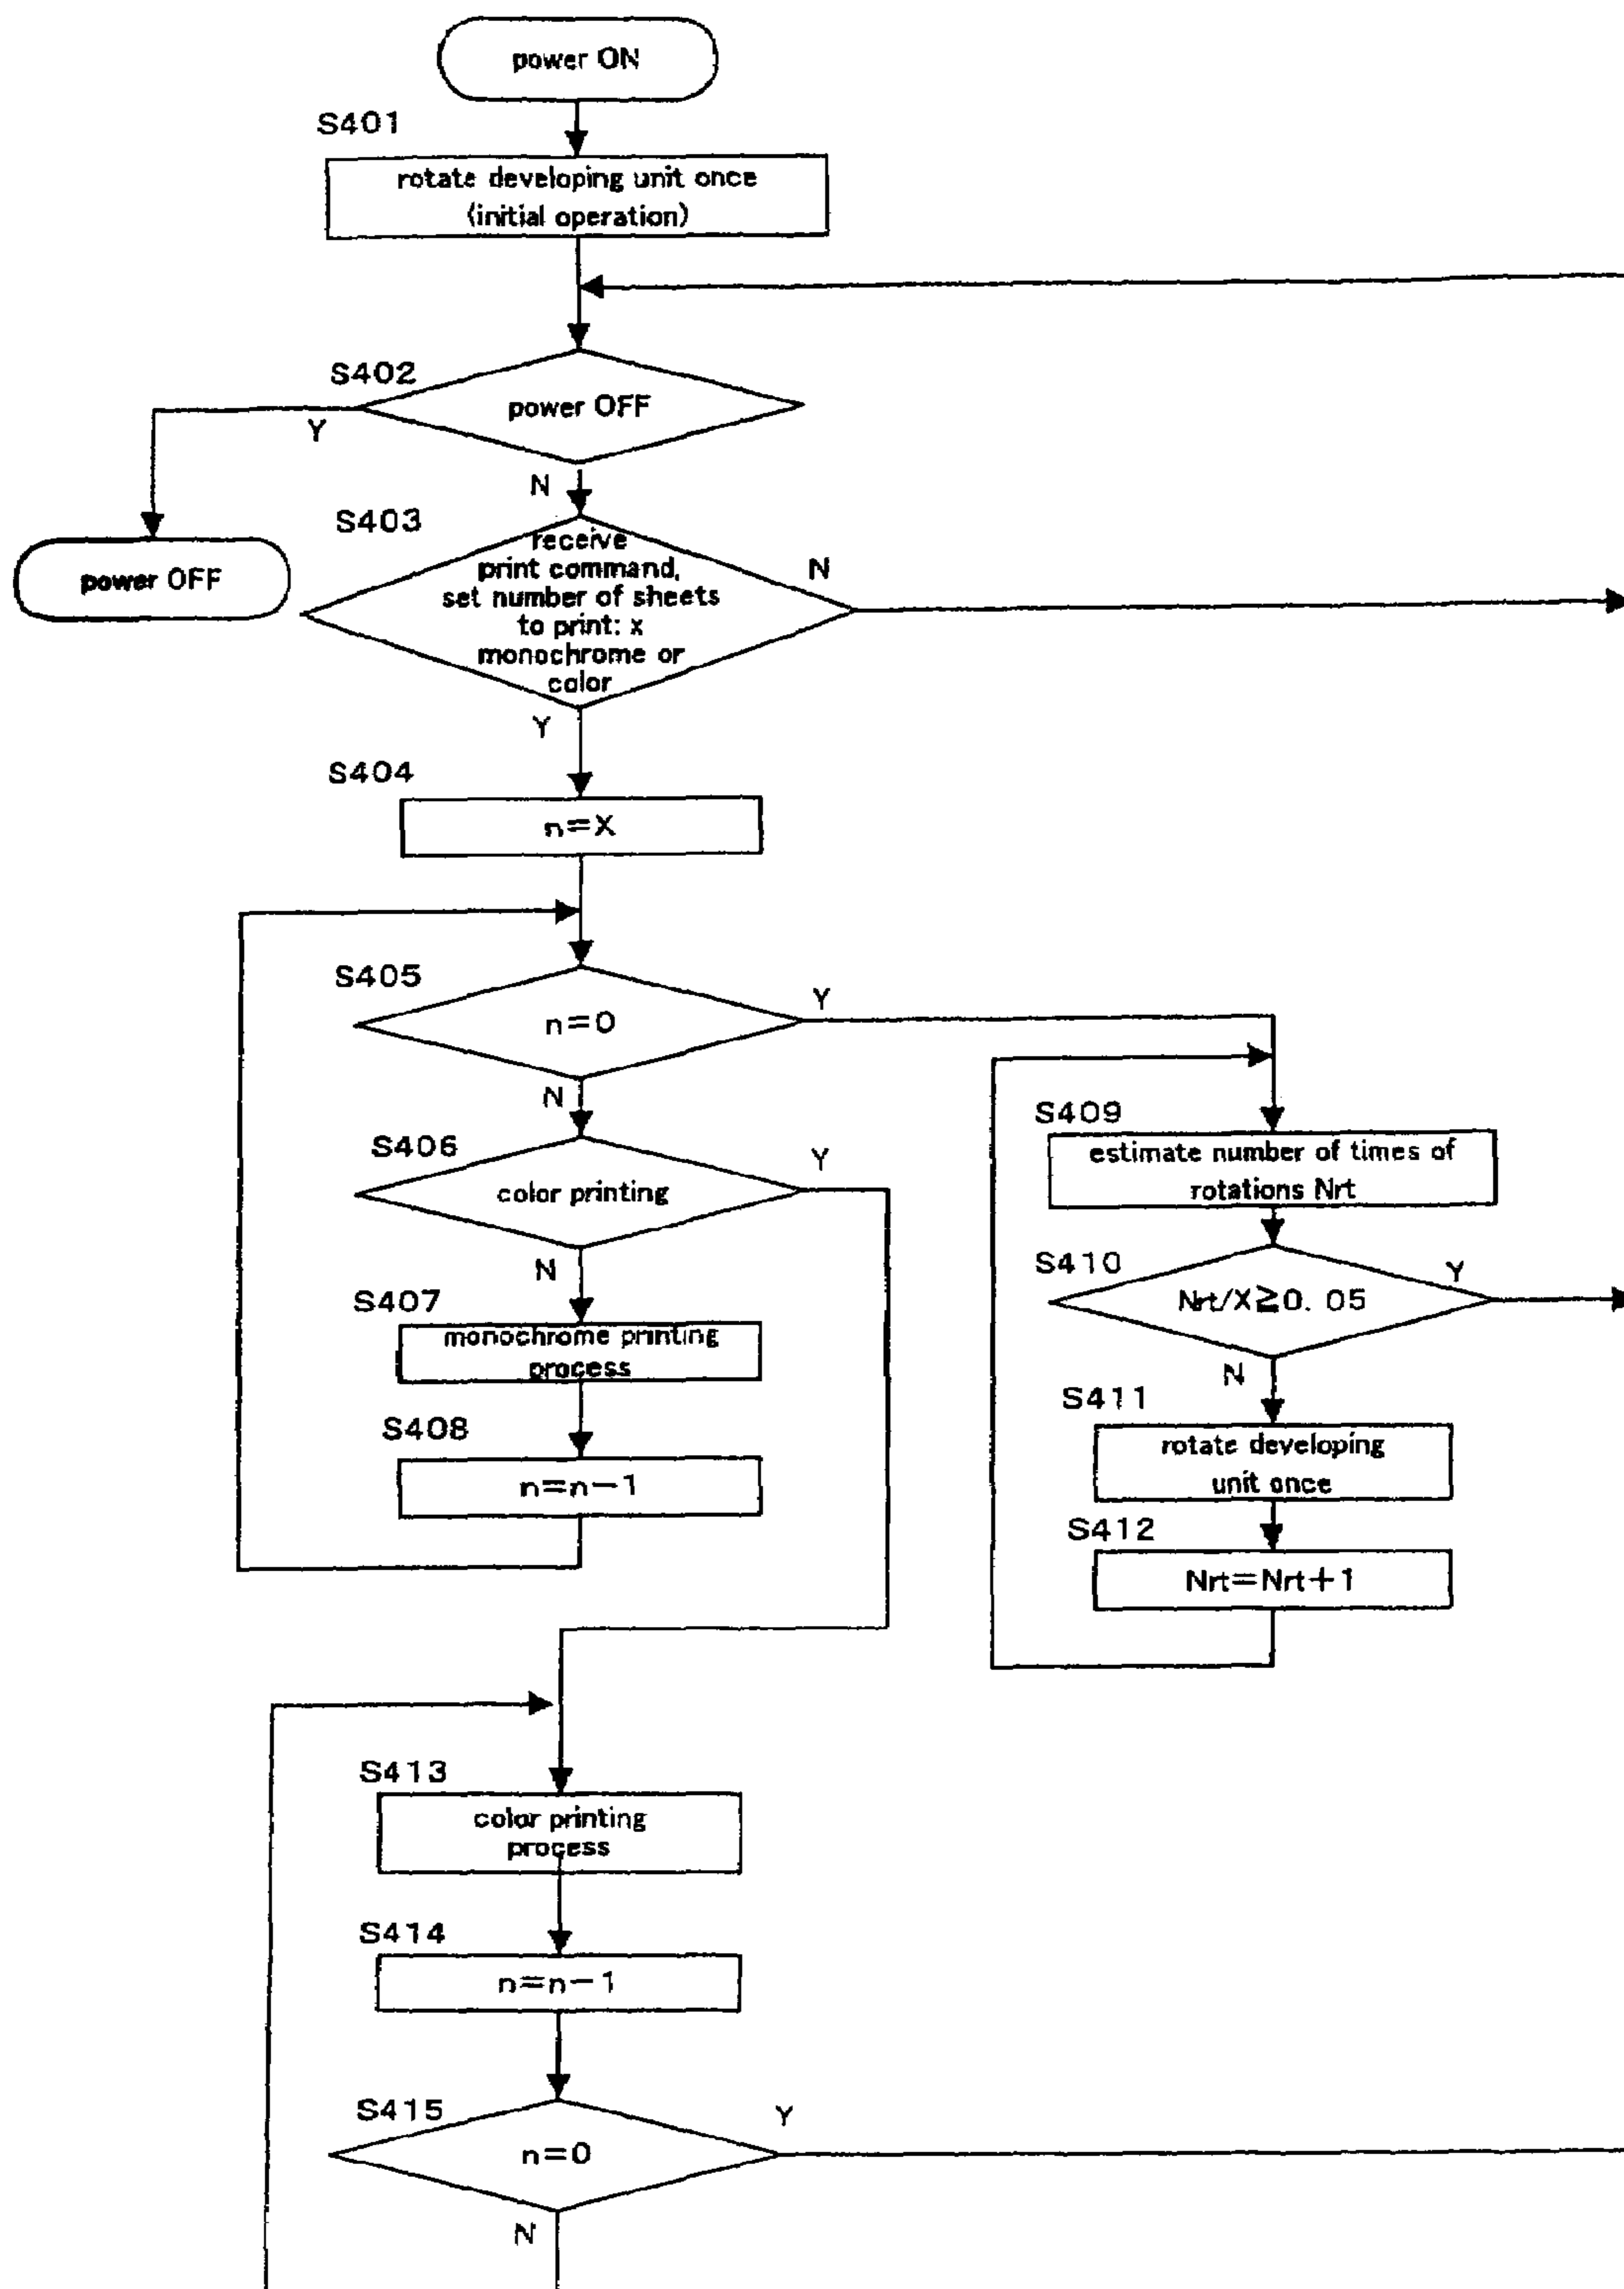 power ON
S401
rotate developing unit once
(initial operation)
S402
power OFF
Y
N
power OFF
S403
receive
print command,
set number of sheets
to print: x
monochrome or
color
N
Y
S404
n=X
S405
n=0
Y
N
S406
color printing
Y
N
S407
monochrome printing
process
S408
n=n-1
S409
estimate number of times of
rotations Nrt
S410
Nrt/X≧0. 05
Y
N
S411
rotate developing
unit once
S412
Nrt=Nrt+1
S413
color printing
process
S414
n=n-1
S415
n=0
Y
N